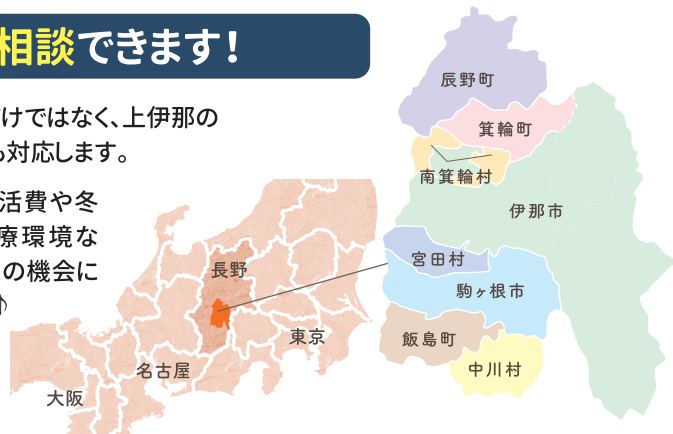 相談できます！
けではなく、上伊那の
も対応します。
活費や冬
療環境な
の機会に
♪
辰野町
箕輪町
南箕輪村
伊那市
宮田村
駒ヶ根市
飯島町
中川村
長野
東京
名古屋
大阪